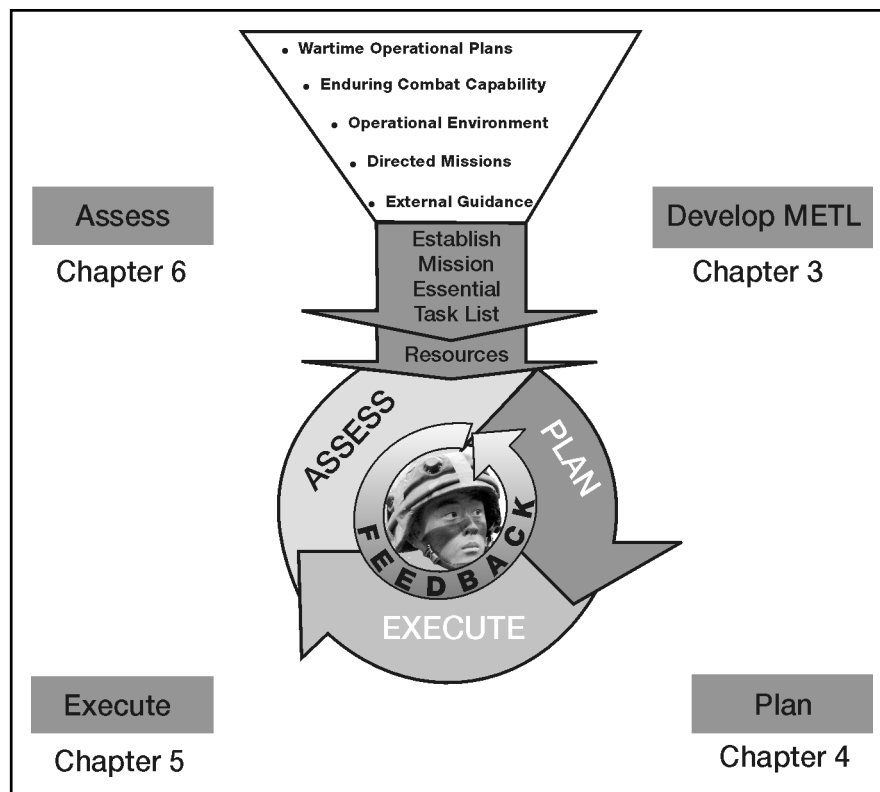 • Wartime Operational Plans
• Enduring Combat Capability
• Operational Environment
• Directed Missions
• External Guidance
Assess
Chapter 6
Develop METL
Chapter 3
Establish
Mission
Essential
Task List
Resources
ASSESS
PLAN
FEEDBACK
EXECUTE
Execute
Chapter 5
Plan
Chapter 4